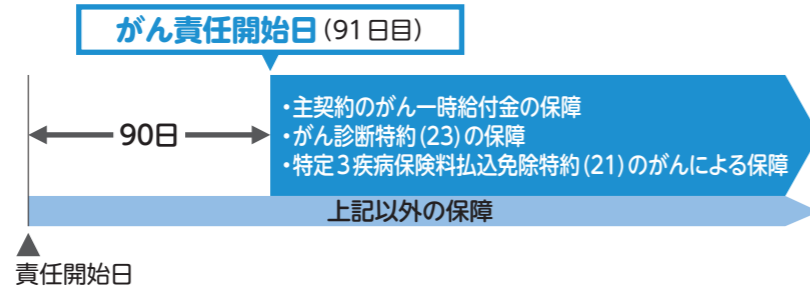 がん責任開始日(91日目)
90日
・主契約のがん一時給付金の保障
・がん診断特約(23)の保障
・特定3疾病保険料払込免除特約(21)のがんによる保障
上記以外の保障
責任開始日